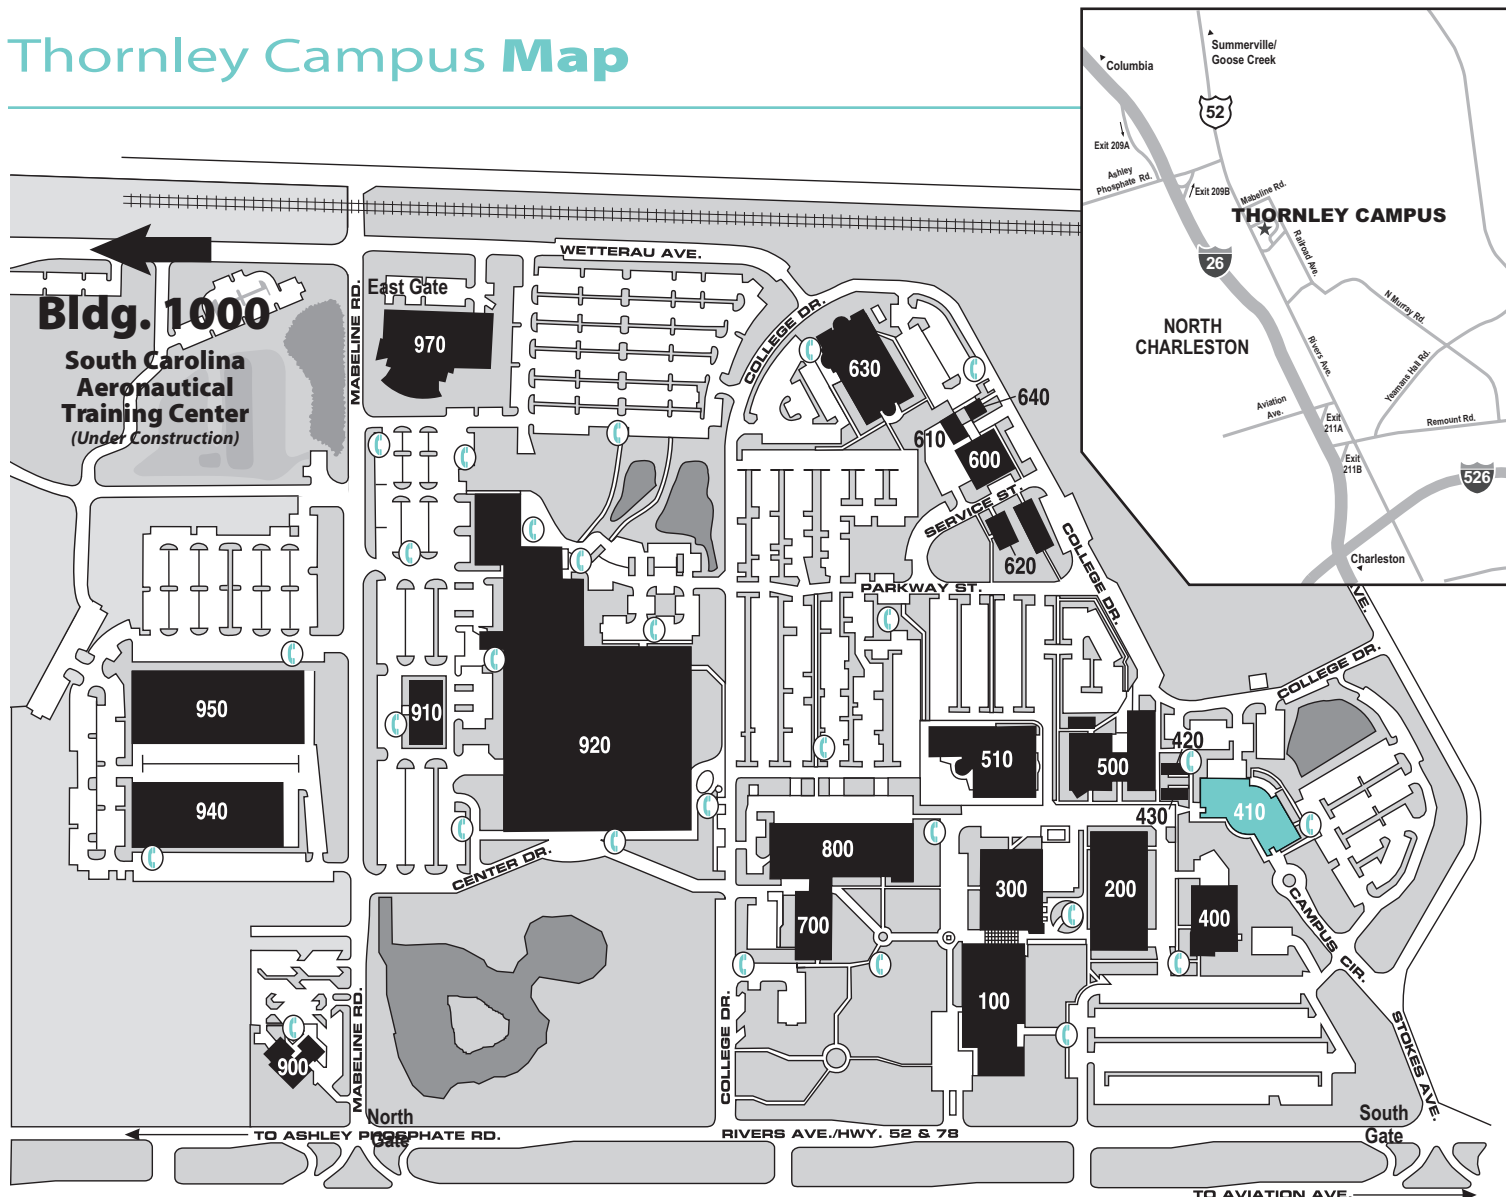 Thornley Campus Map
Columbia
Summerville/
Goose Creek
52
Exit 209A
Ashley
Phosphate Rd.
Exit 209B
Mabeline Rd.
THORNLEY CAMPUS
Railroad Ave.
26
N Murray Rd.
NORTH
CHARLESTON
Rivers Ave.
Yeamans Hall Rd.
Aviation
Ave.
Exit
211A
Remount Rd.
Exit
211B
526
Charleston
WETTERAU AVE.
East Gate
MABELINE RD.
Bldg. 1000
South Carolina
Aeronautical
Training Center
(Under Construction)
970
COLLEGE DR.
630
640
610
600
SERVICE ST.
620
COLLEGE DR.
PARKWAY ST.
AVE.
COLLEGE DR.
950
910
920
510
500
420
940
430
410
800
CENTER DR.
300
200
400
700
CAMPUS CIR.
100
MABELINE RD.
COLLEGE DR.
STOKES AVE.
900
North
Gate
South
Gate
TO ASHLEY PHOSPHATE RD.
RIVERS AVE./HWY. 52 & 78
TO AVIATION AVE.